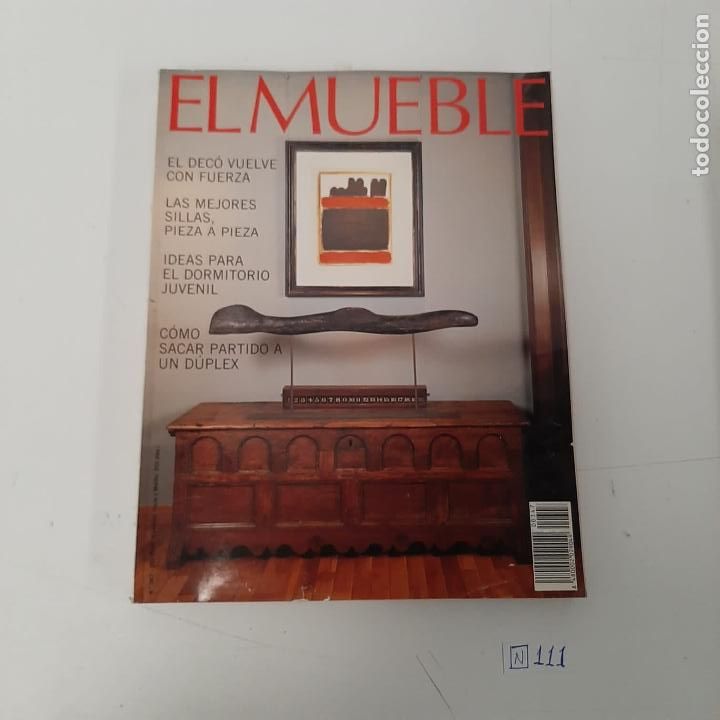 EL MUEBLE
EL DECÓ VUELVE
CON FUERZA
LAS MEJORES
SILLAS,
PIEZA A PIEZA
IDEAS PARA
EL DORMITORIO
JUVENIL
CÓMO
SACAR PARTIDO A
UN DÚPLEX
00347
N 111
todocoleccion